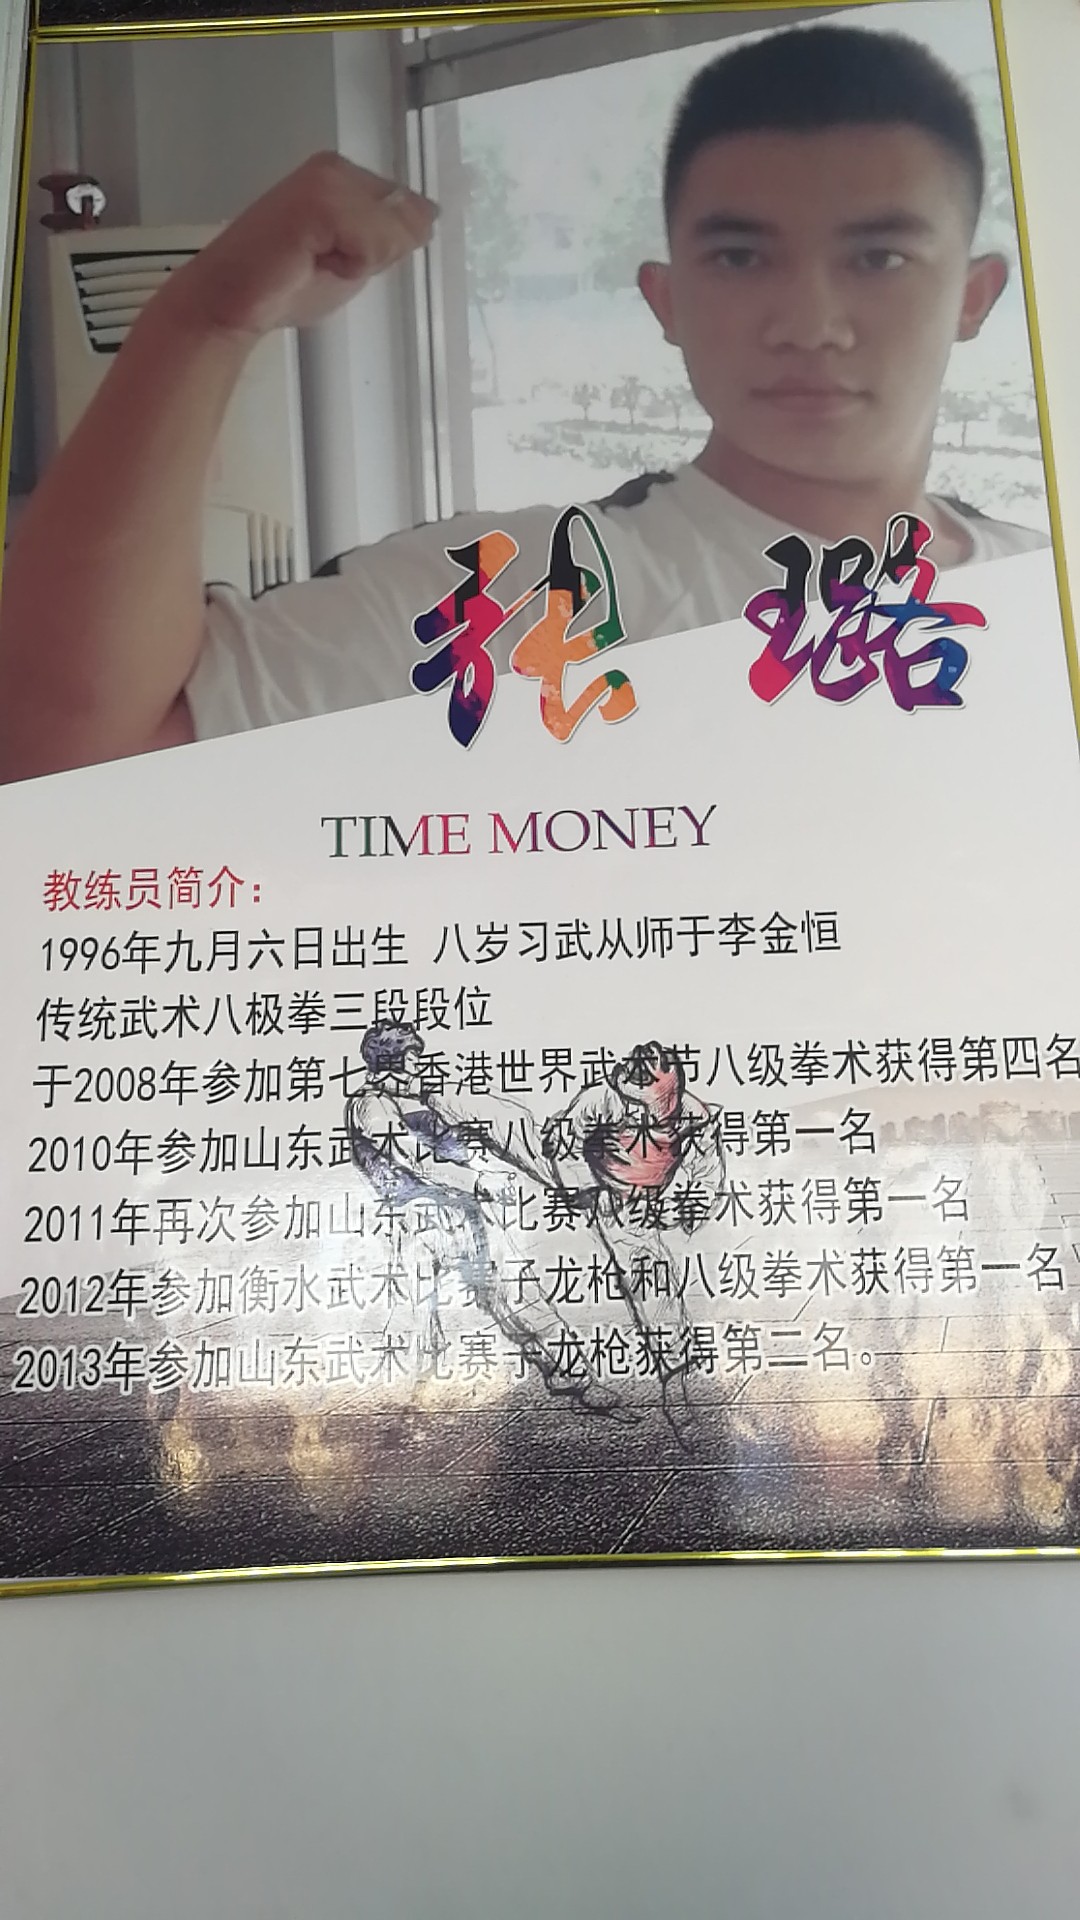 张 璐
TIME MONEY
教练员简介：
1996年九月六日出生 八岁习武从师于李金恒
传统武术八极拳三段段位
于2008年参加第七界香港世界武术节八级拳术获得第四名
2010年参加山东武术比赛八级拳术获得第一名
2011年再次参加山东武术比赛八级拳术获得第一名
2012年参加衡水武术比赛子龙枪和八级拳术获得第一名
2013年参加山东武术比赛子龙枪获得第二名。